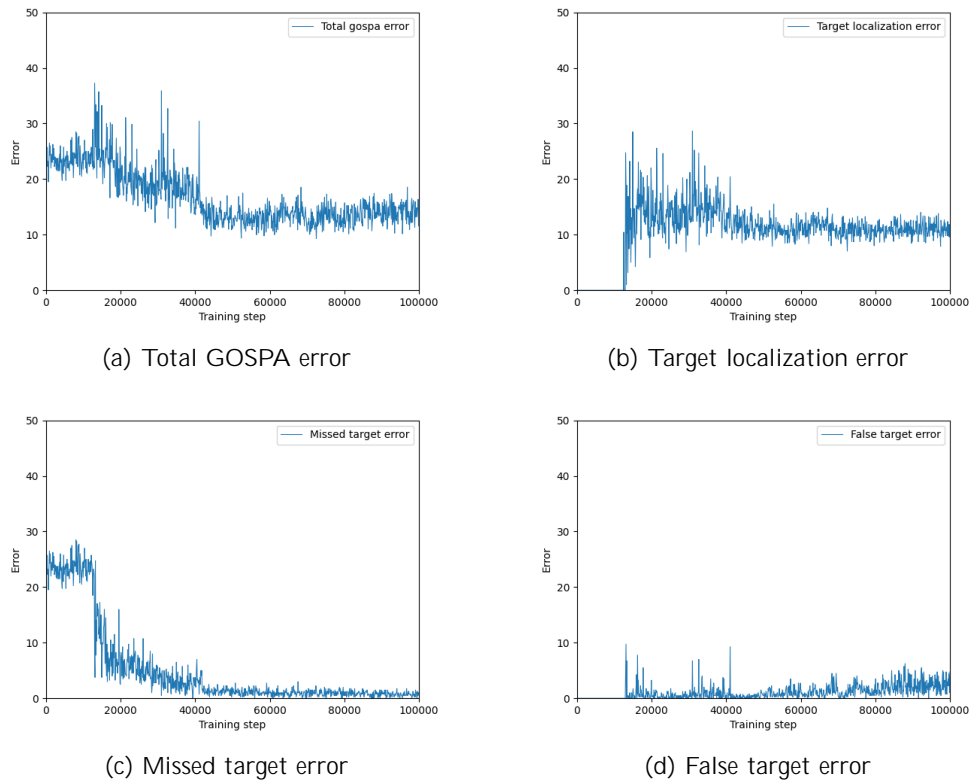 50
40
30
20
10
0
Error
Total gospa error
0 20000 40000 60000 80000 100000
Training step
(a) Total GOSPA error
50
40
30
20
10
0
Error
Target localization error
0 20000 40000 60000 80000 100000
Training step
(b) Target localization error
50
40
30
20
10
0
Error
Missed target error
0 20000 40000 60000 80000 100000
Training step
(c) Missed target error
50
40
30
20
10
0
Error
False target error
0 20000 40000 60000 80000 100000
Training step
(d) False target error